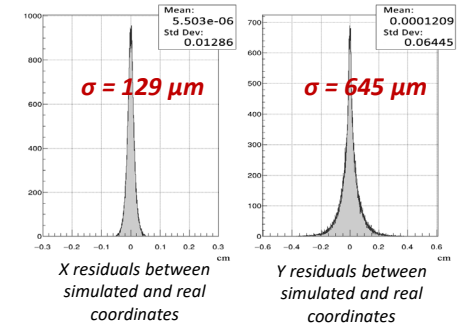 Mean:
5.503e-06
Std Dev:
0.01286
1000
800
600
400
200
0
σ = 129 μm
−0.3 −0.2 −0.1 0 0.1 0.2 0.3
cm
X residuals between
simulated and real
coordinates
Mean:
0.0001209
Std Dev:
0.06445
700
600
500
400
300
200
100
0
σ = 645 μm
−0.6 −0.4 −0.2 0 0.2 0.4 0.6
cm
Y residuals between
simulated and real
coordinates